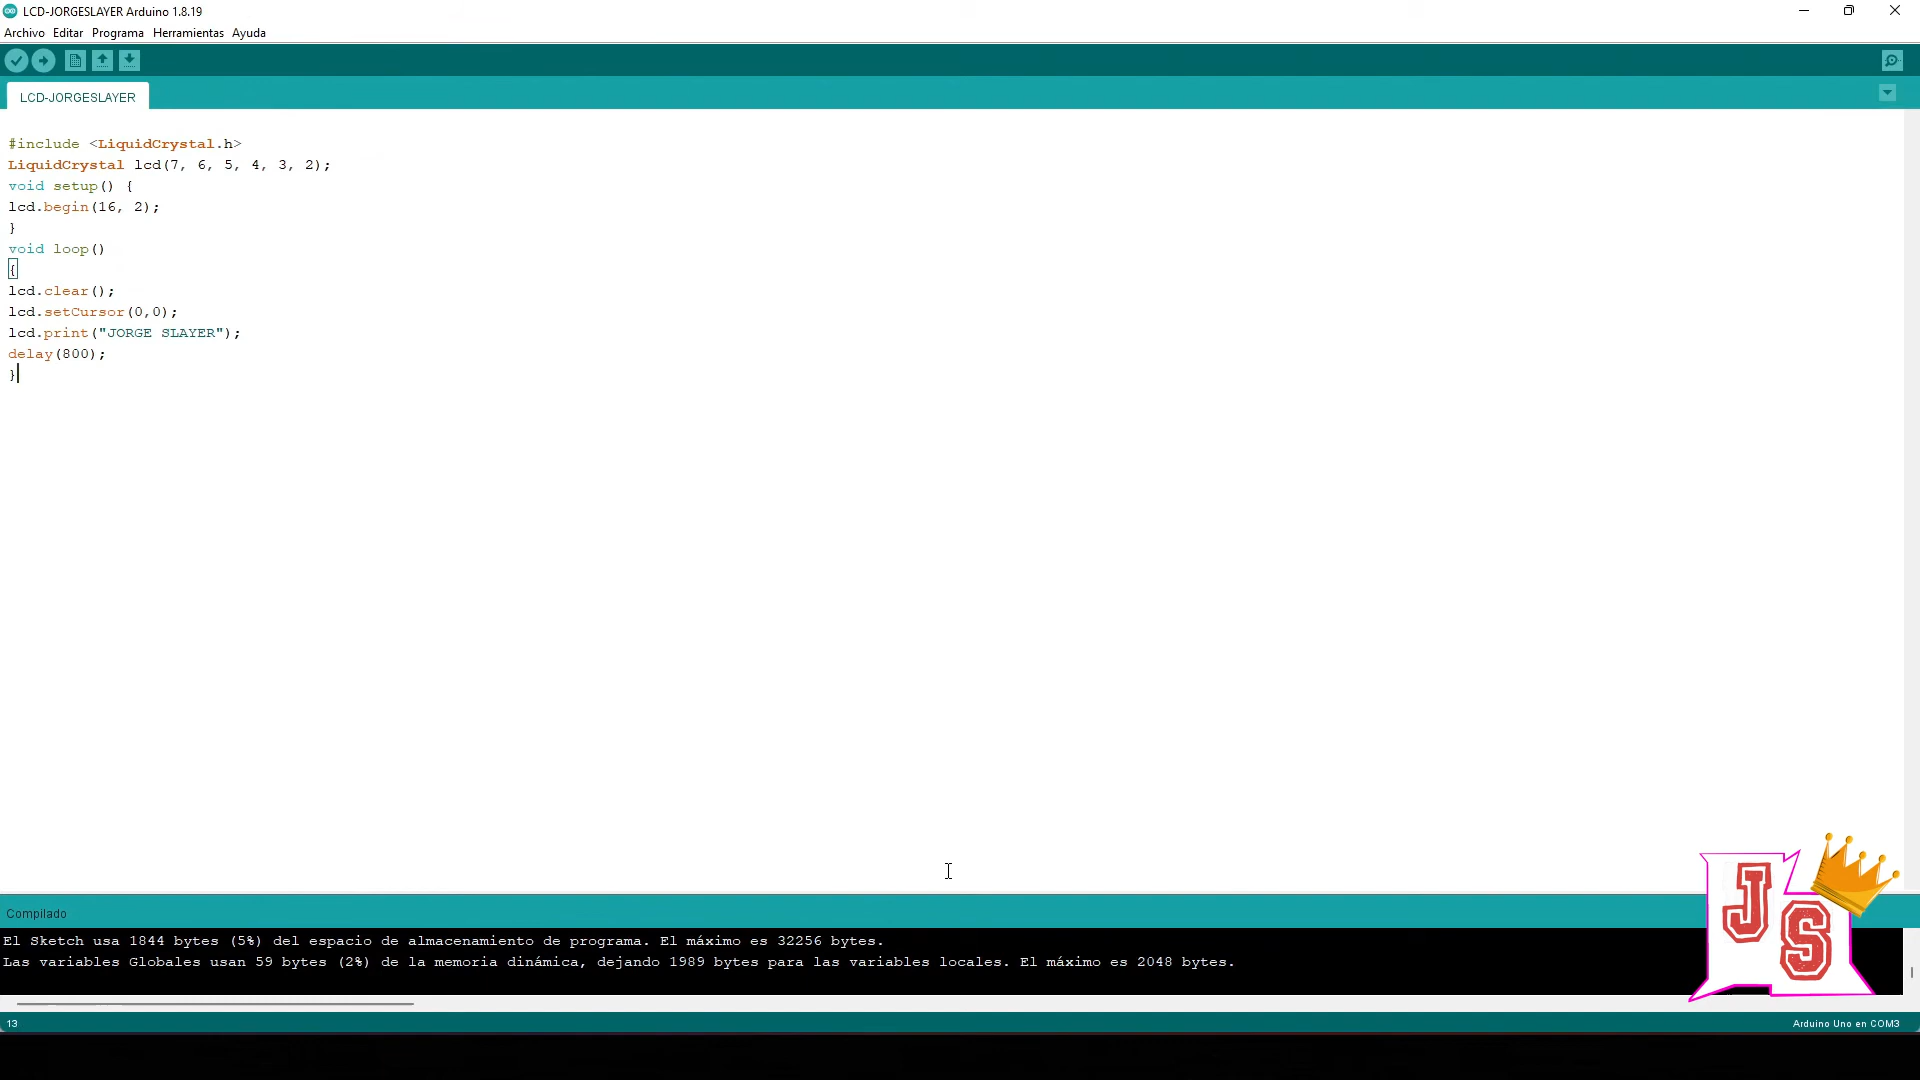 LCD-JORGESLAYER Arduino 1.8.19
Archivo Editar Programa Herramientas Ayuda
LCD-JORGESLAYER
#include <LiquidCrystal.h>
LiquidCrystal lcd(7, 6, 5, 4, 3, 2);
void setup() {
lcd.begin(16, 2);
}
void loop()
{
lcd.clear();
lcd.setCursor(0,0);
lcd.print("JORGE SLAYER");
delay(800);
}
Compilado
El Sketch usa 1844 bytes (5%) del espacio de almacenamiento de programa. El máximo es 32256 bytes.
Las variables Globales usan 59 bytes (2%) de la memoria dinámica, dejando 1989 bytes para las variables locales. El máximo es 2048 bytes.
JS
13
Arduino Uno en COM3